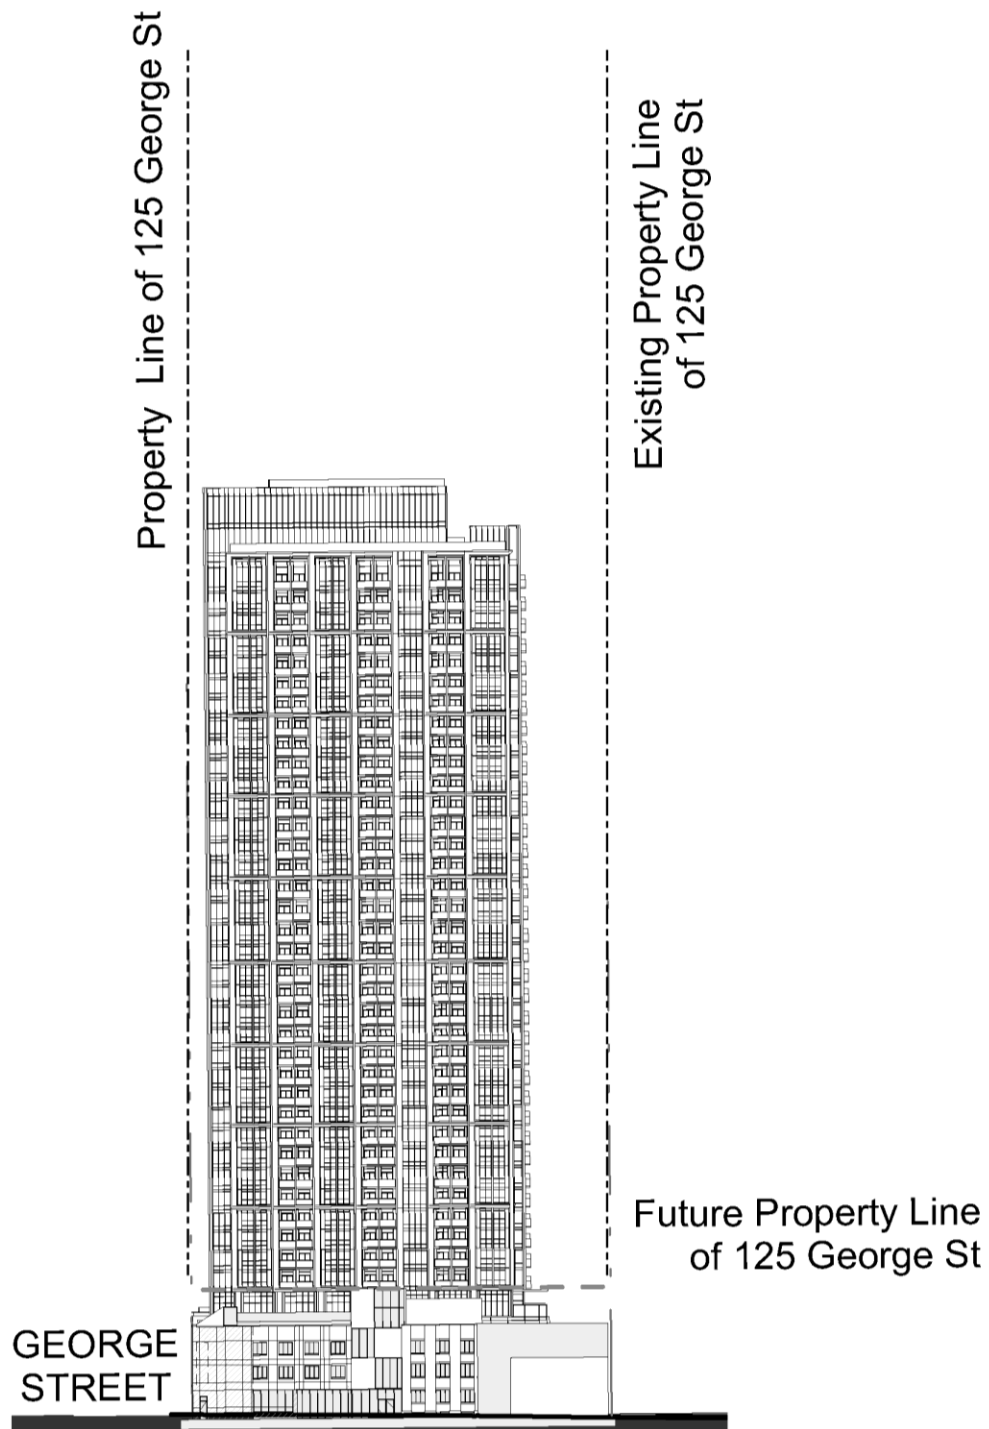 Property Line of 125 George St
Existing Property Line
of 125 George St
Future Property Line
of 125 George St
GEORGE
STREET